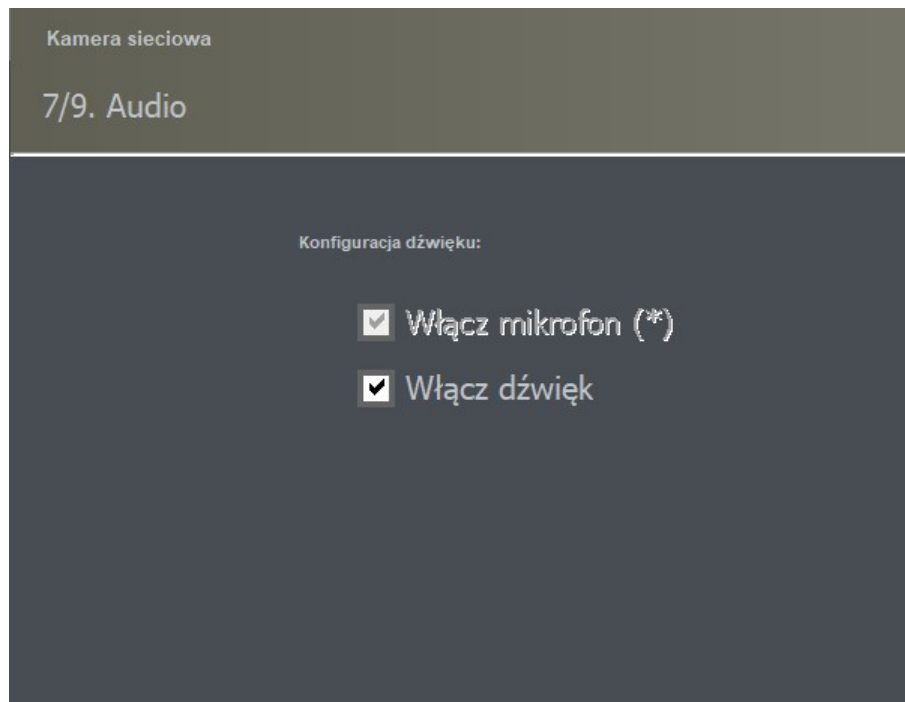 Kamera sieciowa
7/9. Audio
Konfiguracja dźwięku:
Włącz mikrofon (*)
Włącz dźwięk